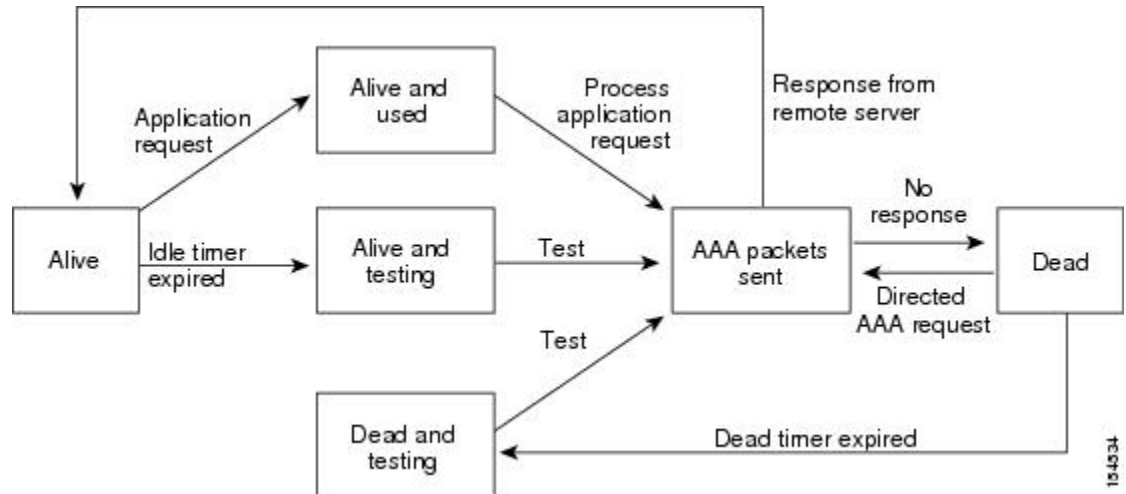 Alive and
used
Application
request
Process
application
request
Response from
remote server
Alive
Idle timer
expired
Alive and
testing
Test
AAA packets
sent
No
response
Directed
AAA request
Dead
Test
Dead and
testing
Dead timer expired
154534